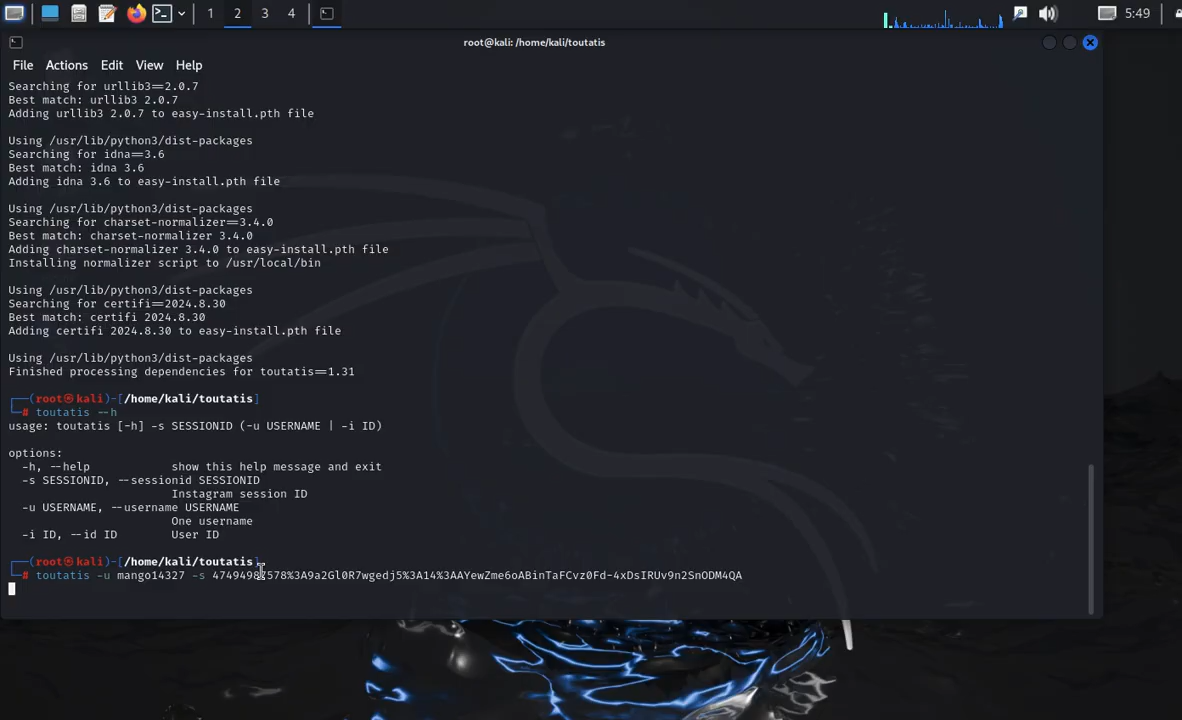 1 2 3 4
5:49
root@kali: /home/kali/toutatis
File Actions Edit View Help
Searching for urllib3==2.0.7
Best match: urllib3 2.0.7
Adding urllib3 2.0.7 to easy-install.pth file
Using /usr/lib/python3/dist-packages
Searching for idna==3.6
Best match: idna 3.6
Adding idna 3.6 to easy-install.pth file
Using /usr/lib/python3/dist-packages
Searching for charset-normalizer==3.4.0
Best match: charset-normalizer 3.4.0
Adding charset-normalizer 3.4.0 to easy-install.pth file
Installing normalizer script to /usr/local/bin
Using /usr/lib/python3/dist-packages
Searching for certifi==2024.8.30
Best match: certifi 2024.8.30
Adding certifi 2024.8.30 to easy-install.pth file
Using /usr/lib/python3/dist-packages
Finished processing dependencies for toutatis==1.31
┌──(root㉿kali)-[/home/kali/toutatis]
└─# toutatis --h
usage: toutatis [-h] -s SESSIONID (-u USERNAME | -i ID)
options:
-h, --help show this help message and exit
-s SESSIONID, --sessionid SESSIONID
Instagram session ID
-u USERNAME, --username USERNAME
One username
-i ID, --id ID User ID
┌──(root㉿kali)-[/home/kali/toutatis]
└─# toutatis -u mango14327 -s